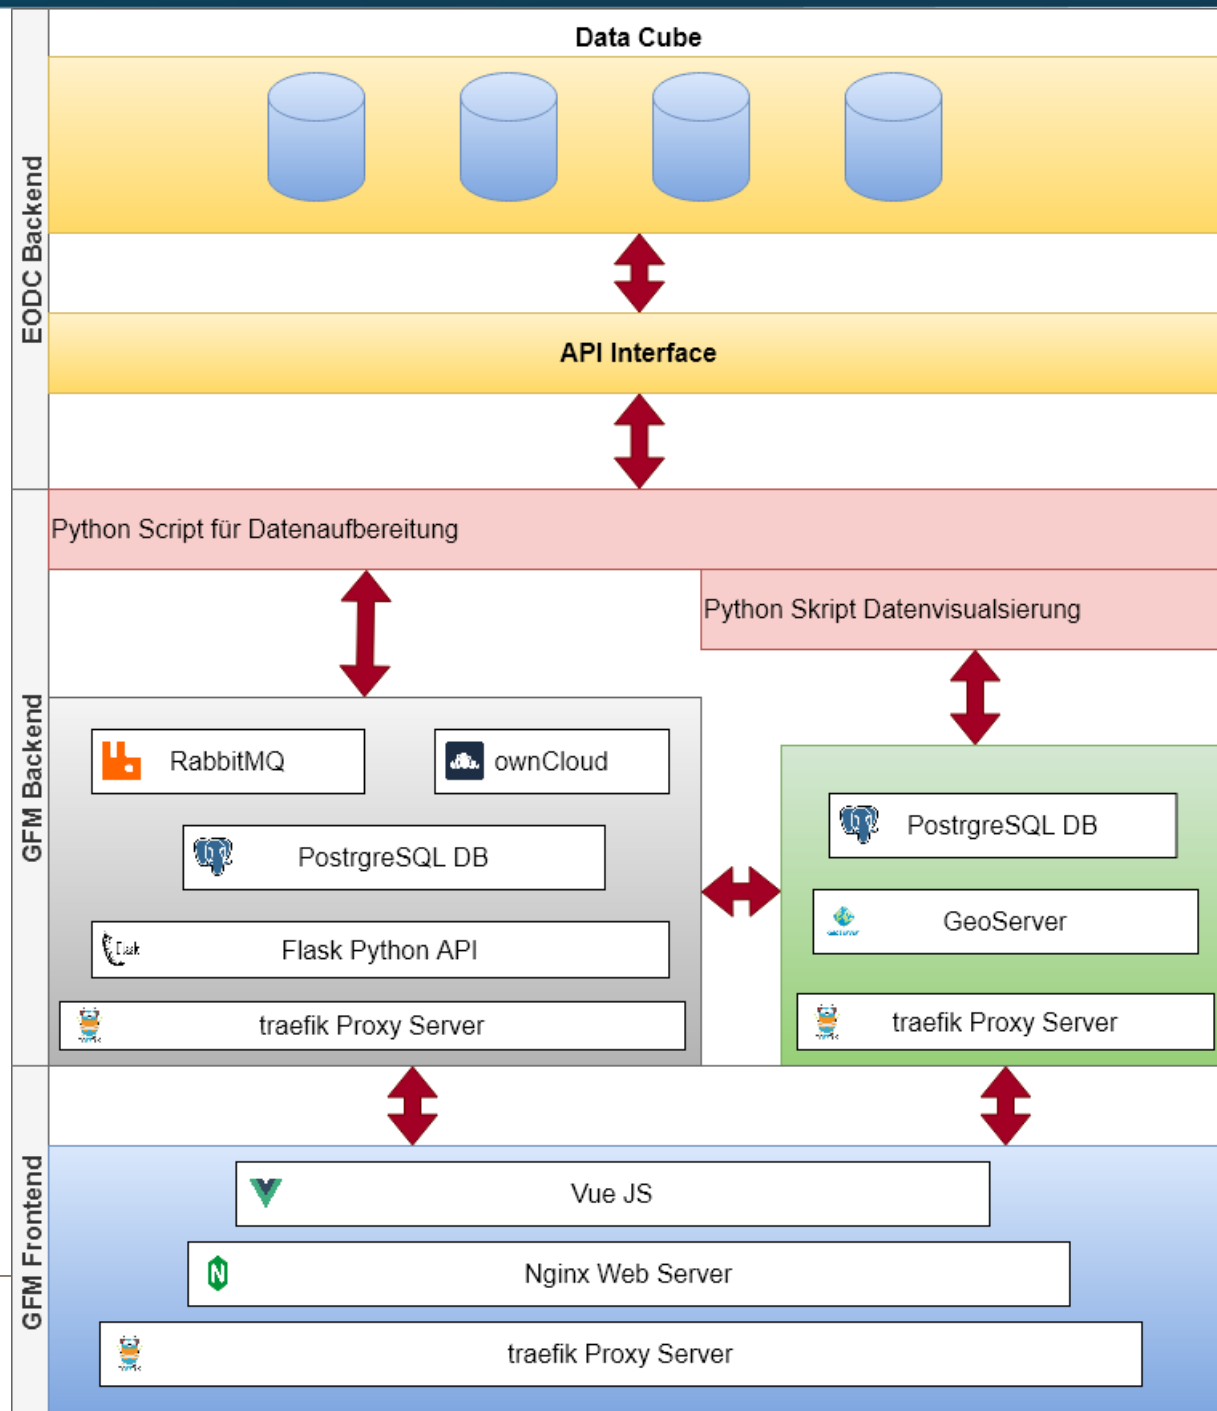 Data Cube
EODC Backend
API Interface
Python Script für Datenaufbereitung
Python Skript Datenvisualsierung
GFM Backend
RabbitMQ
ownCloud
PostrgreSQL DB
PostrgreSQL DB
GeoServer
Flask
Flask Python API
traefik Proxy Server
traefik Proxy Server
GFM Frontend
Vue JS
Nginx Web Server
traefik Proxy Server